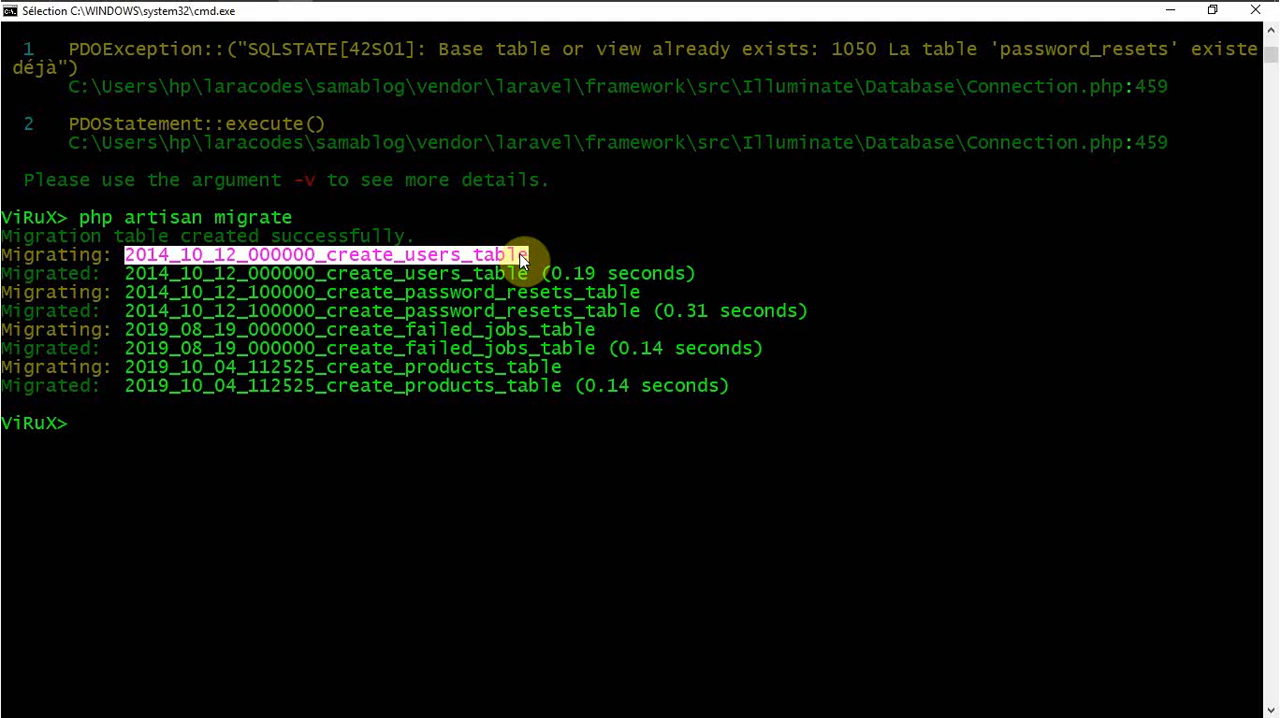 Sélection C:\WINDOWS\system32\cmd.exe
1 PDOException::("SQLSTATE[42S01]: Base table or view already exists: 1050 La table 'password_resets' existe
déjà")
C:\Users\hp\laracodes\samablog\vendor\laravel\framework\src\Illuminate\Database\Connection.php:459
2 PDOStatement::execute()
C:\Users\hp\laracodes\samablog\vendor\laravel\framework\src\Illuminate\Database\Connection.php:459
Please use the argument -v to see more details.
ViRuX> php artisan migrate
Migration table created successfully.
Migrating: 2014_10_12_000000_create_users_table
Migrated: 2014_10_12_000000_create_users_table (0.19 seconds)
Migrating: 2014_10_12_100000_create_password_resets_table
Migrated: 2014_10_12_100000_create_password_resets_table (0.31 seconds)
Migrating: 2019_08_19_000000_create_failed_jobs_table
Migrated: 2019_08_19_000000_create_failed_jobs_table (0.14 seconds)
Migrating: 2019_10_04_112525_create_products_table
Migrated: 2019_10_04_112525_create_products_table (0.14 seconds)
ViRuX>